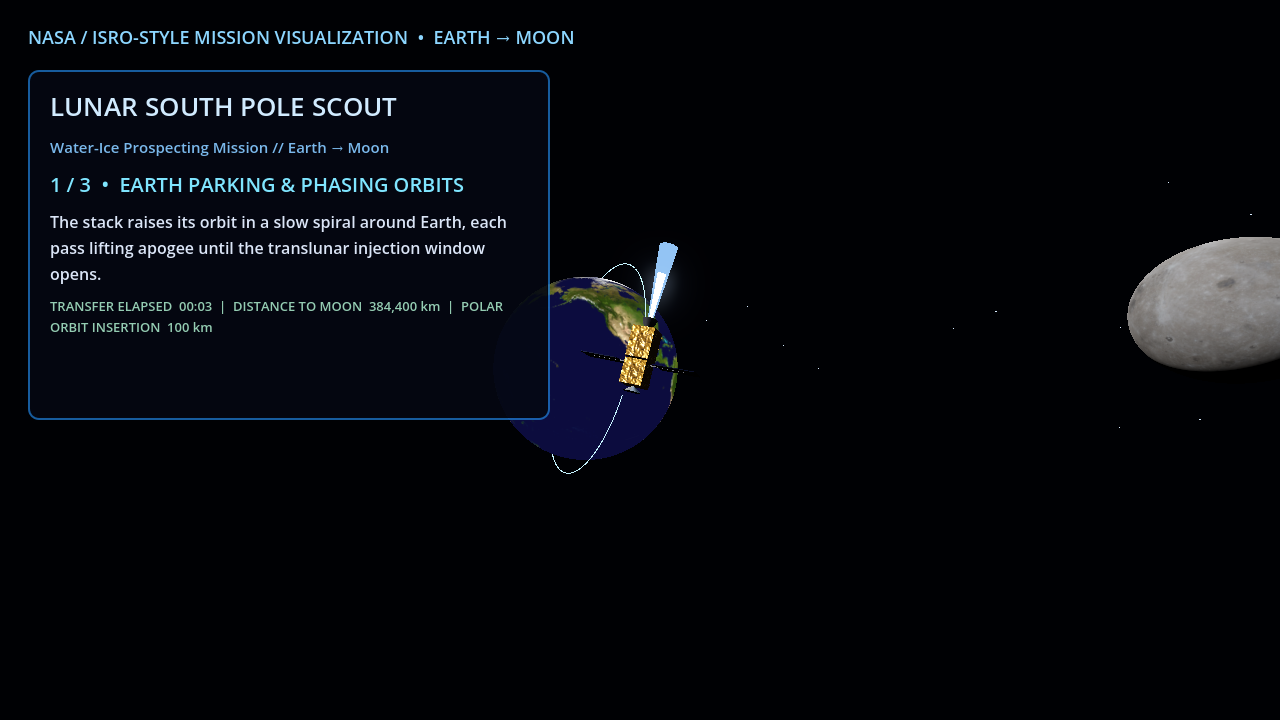 NASA / ISRO-STYLE MISSION VISUALIZATION • EARTH → MOON
LUNAR SOUTH POLE SCOUT
Water-Ice Prospecting Mission // Earth → Moon
1 / 3 • EARTH PARKING & PHASING ORBITS
The stack raises its orbit in a slow spiral around Earth, each
pass lifting apogee until the translunar injection window
opens.
TRANSFER ELAPSED 00:03 | DISTANCE TO MOON 384,400 km | POLAR
ORBIT INSERTION 100 km